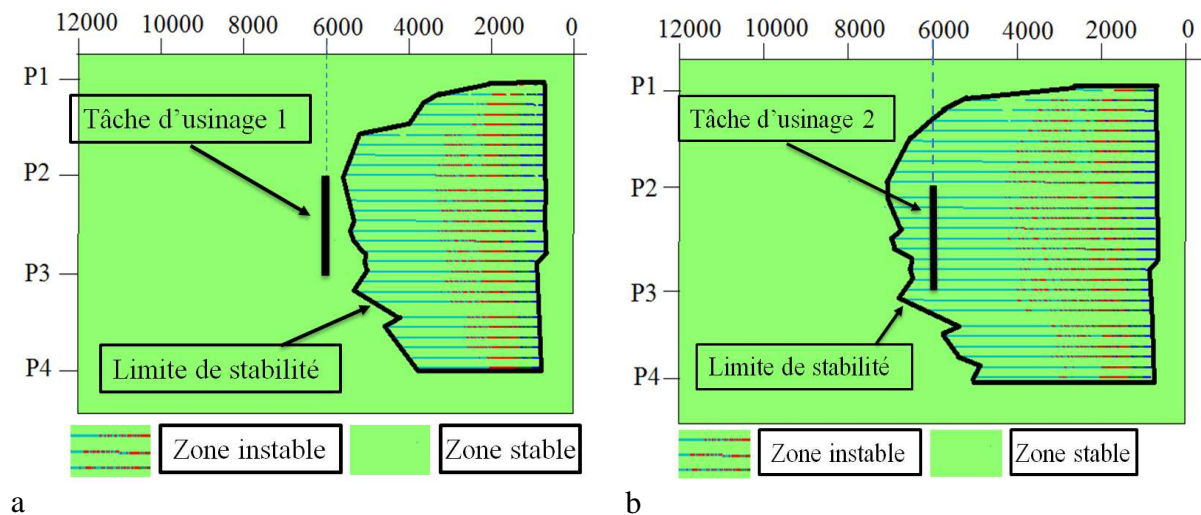 12000 10000 8000 6000 4000 2000 0
P1
Tâche d'usinage 1
P2
P3
Limite de stabilité
P4
Zone instable
Zone stable
a
12000 10000 8000 6000 4000 2000 0
P1
Tâche d'usinage 2
P2
P3
Limite de stabilité
P4
Zone instable
Zone stable
b